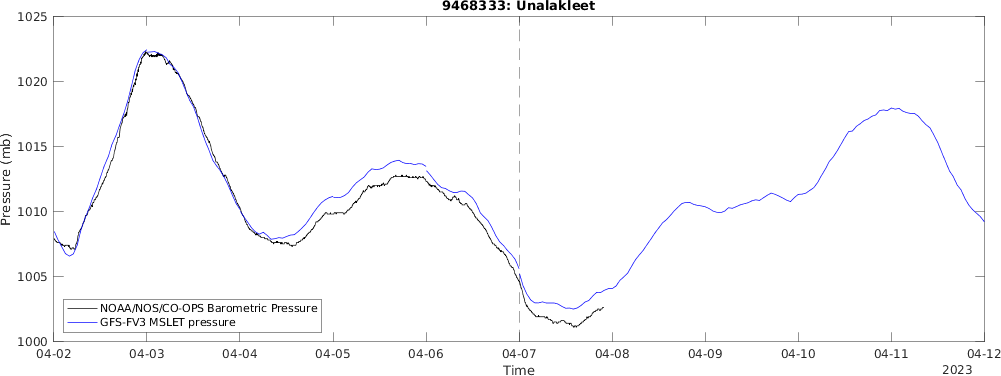 9468333: Unalakleet
1025
1020
1015
1010
1005
1000
Pressure (mb)
NOAA/NOS/CO-OPS Barometric Pressure
GFS-FV3 MSLET pressure
04-02 04-03 04-04 04-05 04-06 04-07 04-08 04-09 04-10 04-11 04-12
Time
2023